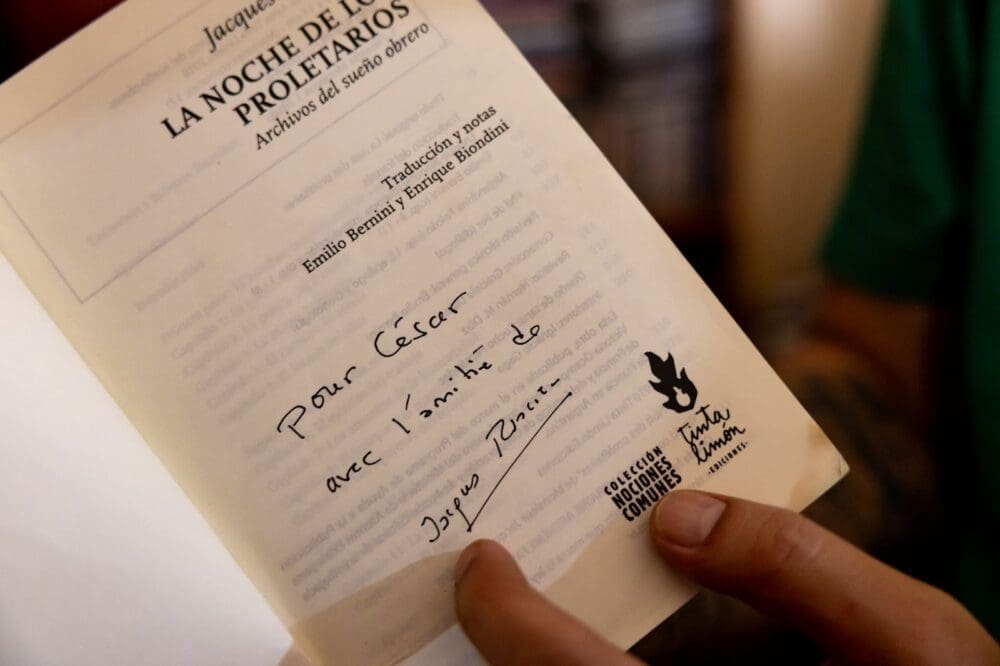 Jacques
LA NOCHE DE LOS
PROLETARIOS
Archivos del sueño obrero
Traducción y notas
Emilio Bernini y Enrique Biondini
Pour César
avec l'amitié de
Jacques Rancière
COLECCIÓN
NOCIONES
COMUNES
tinta
limón
-EDICIONES-